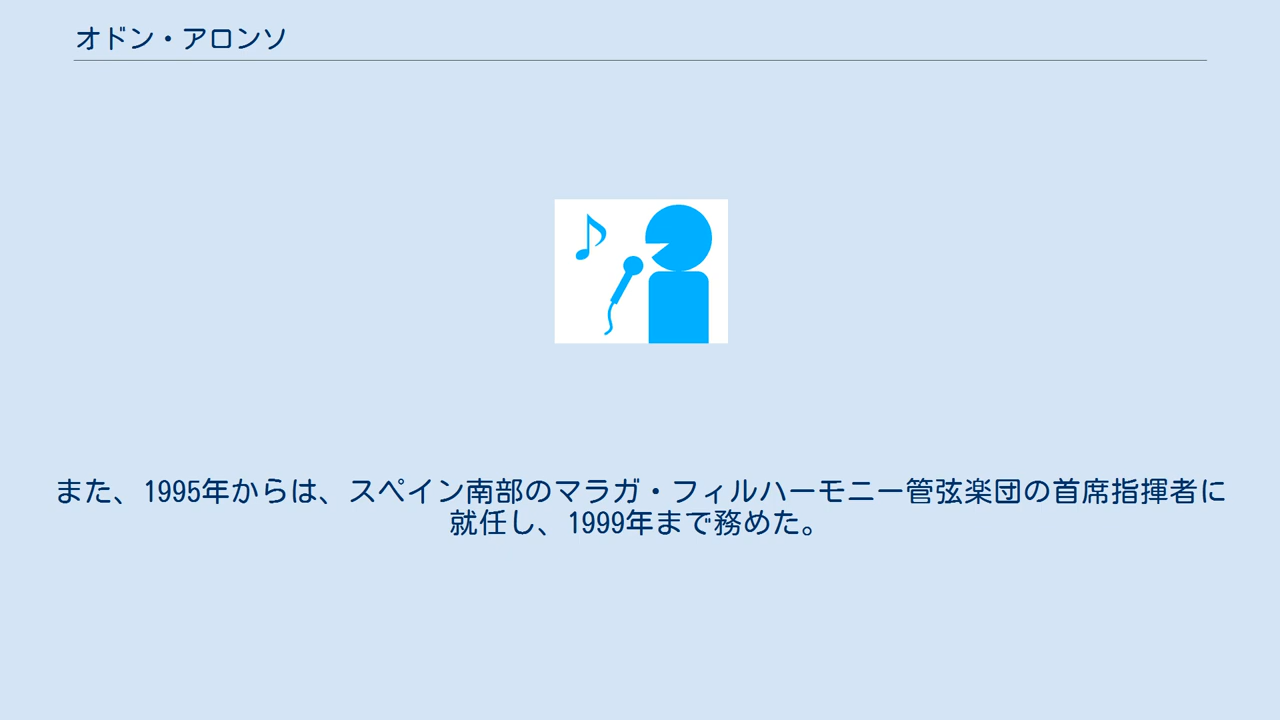 オドン・アロンソ
また、1995年からは、スペイン南部のマラガ・フィルハーモニー管弦楽団の首席指揮者に
就任し、1999年まで務めた。